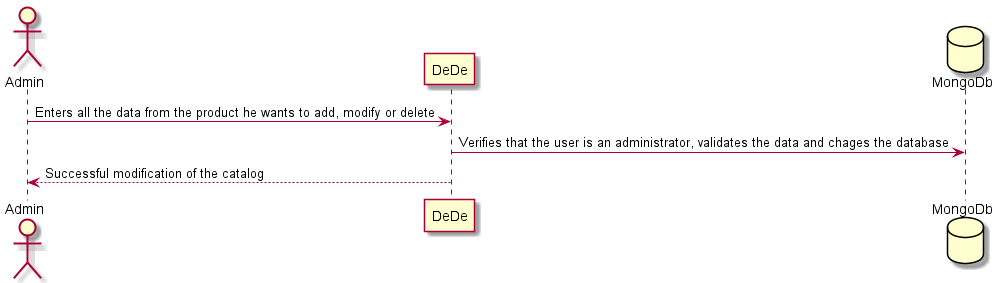 Admin
DeDe
MongoDb
Enters all the data from the product he wants to add, modify or delete
Verifies that the user is an administrator, validates the data and chages the database
Successful modification of the catalog
Admin
DeDe
MongoDb